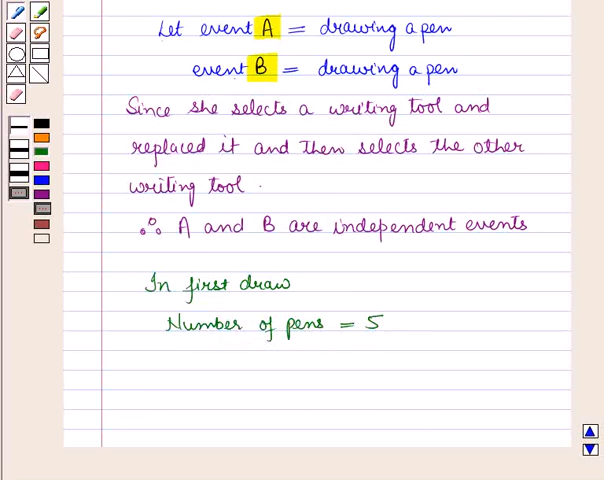 Let event A = drawing a pen
event B = drawing a pen
Since she selects a writing tool and
replaced it and then selects the other
writing tool.
∴ A and B are independent events
In first draw
Number of pens = 5